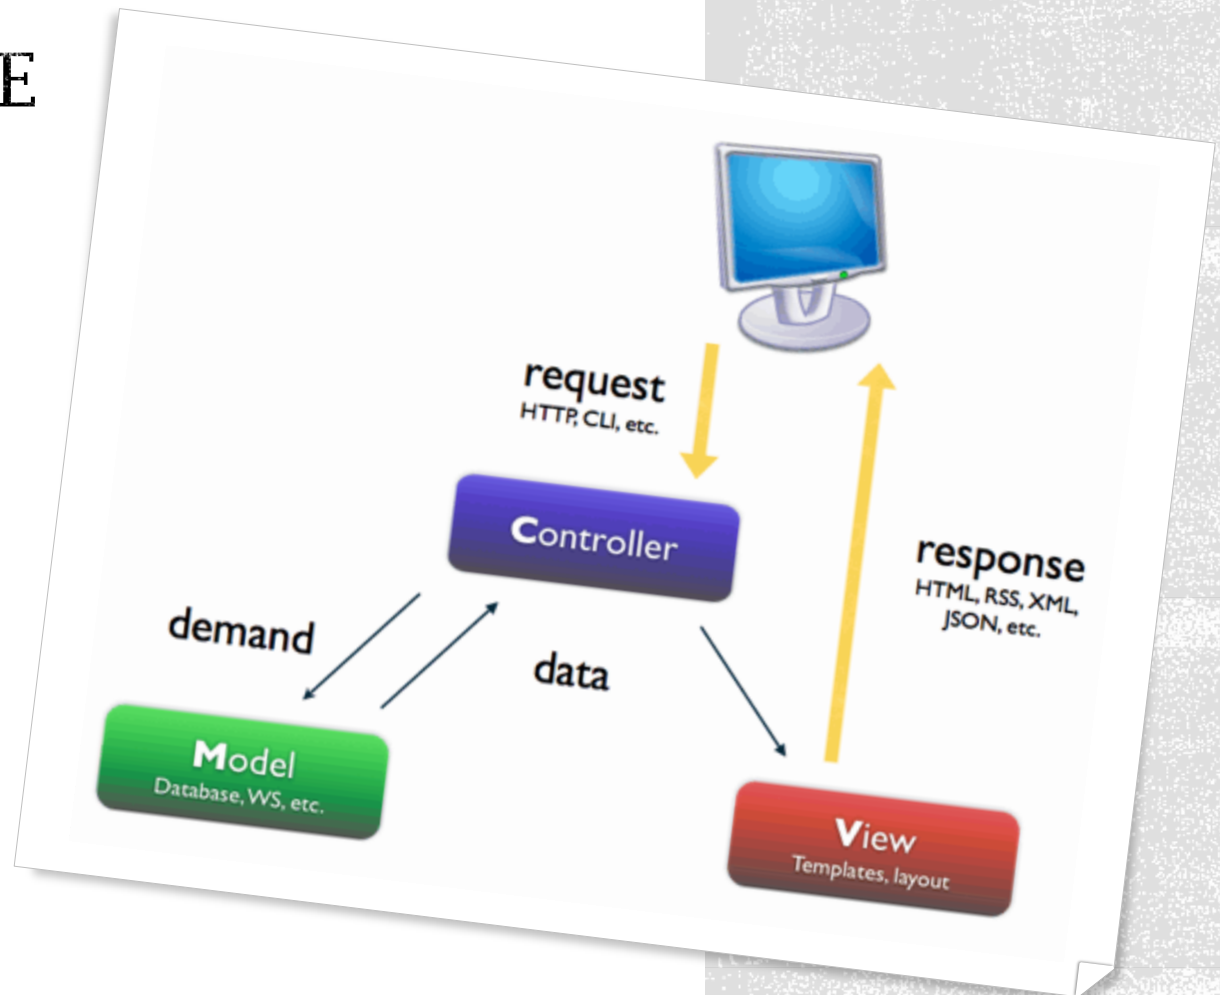 E
request
HTTP, CLI, etc.
Controller
response
HTML, RSS, XML,
JSON, etc.
demand
data
Model
Database, WS, etc.
View
Templates, layout